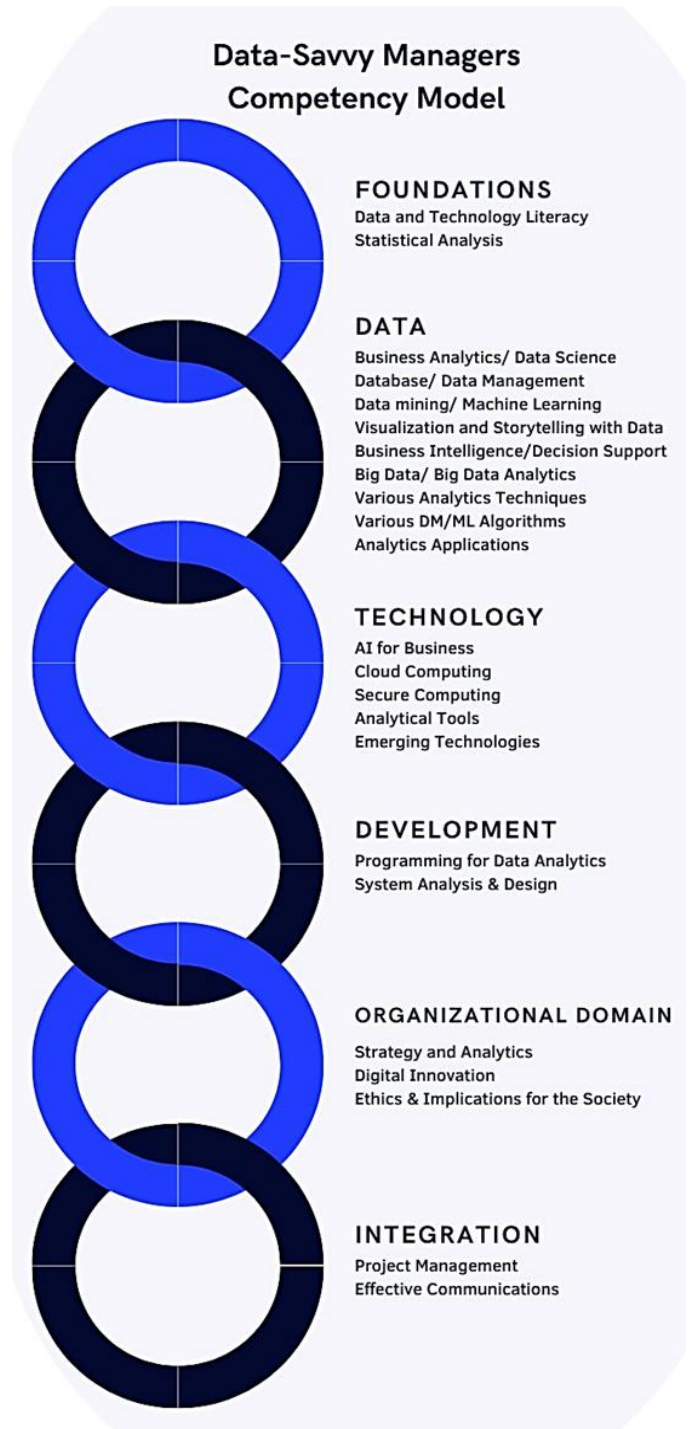 Data-Savvy Managers
Competency Model
FOUNDATIONS
Data and Technology Literacy
Statistical Analysis
DATA
Business Analytics/ Data Science
Database/ Data Management
Data mining/ Machine Learning
Visualization and Storytelling with Data
Business Intelligence/Decision Support
Big Data/ Big Data Analytics
Various Analytics Techniques
Various DM/ML Algorithms
Analytics Applications
TECHNOLOGY
AI for Business
Cloud Computing
Secure Computing
Analytical Tools
Emerging Technologies
DEVELOPMENT
Programming for Data Analytics
System Analysis & Design
ORGANIZATIONAL DOMAIN
Strategy and Analytics
Digital Innovation
Ethics & Implications for the Society
INTEGRATION
Project Management
Effective Communications